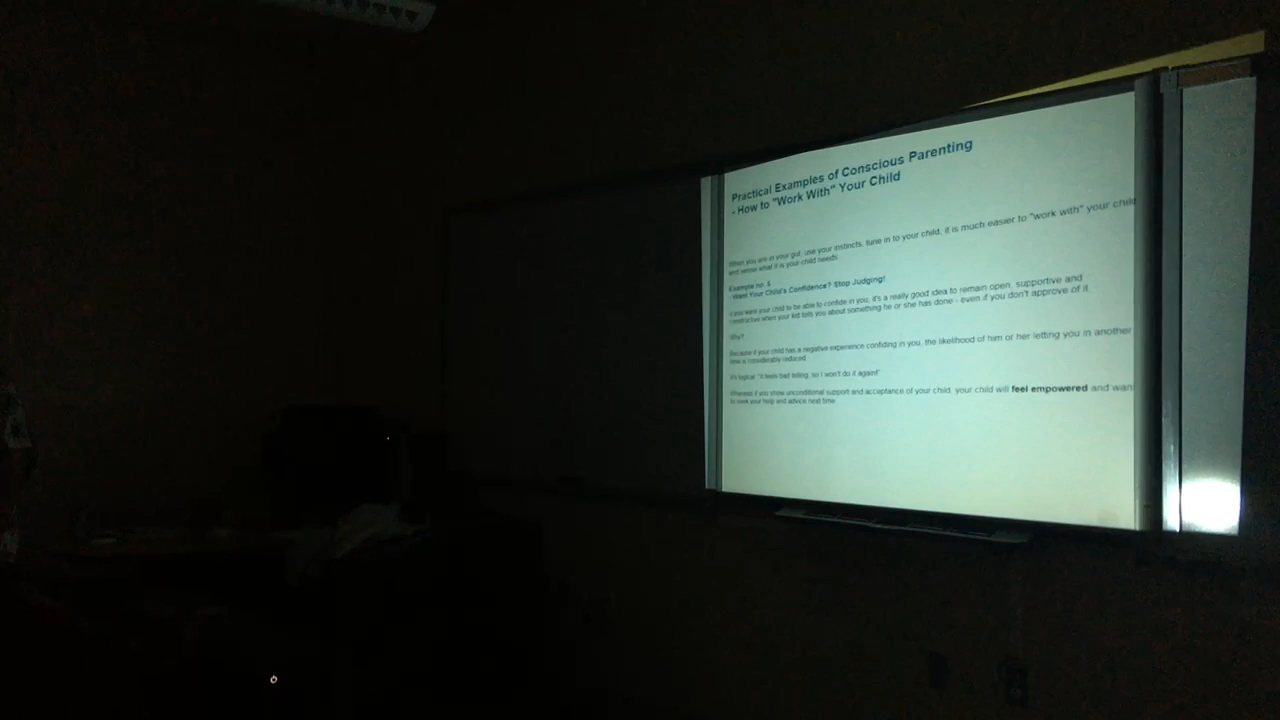 Practical Examples of Conscious Parenting
- How to "Work With" Your Child
When you are in your gut, use your instincts, tune in to your child, it is much easier to "work with" your child
and sense what it is your child needs.
Example no. 5
- Want Your Child's Confidence? Stop Judging!
If you want your child to be able to confide in you, it's a really good idea to remain open, supportive and
constructive when your kid tells you about something he or she has done - even if you don't approve of it.
Why?
Because if your child has a negative experience confiding in you, the likelihood of him or her letting you in another
time is considerably reduced.
It's logical: "It feels bad telling, so I won't do it again!"
Whereas if you show unconditional support and acceptance of your child, your child will feel empowered and wan
to seek your help and advice next time.